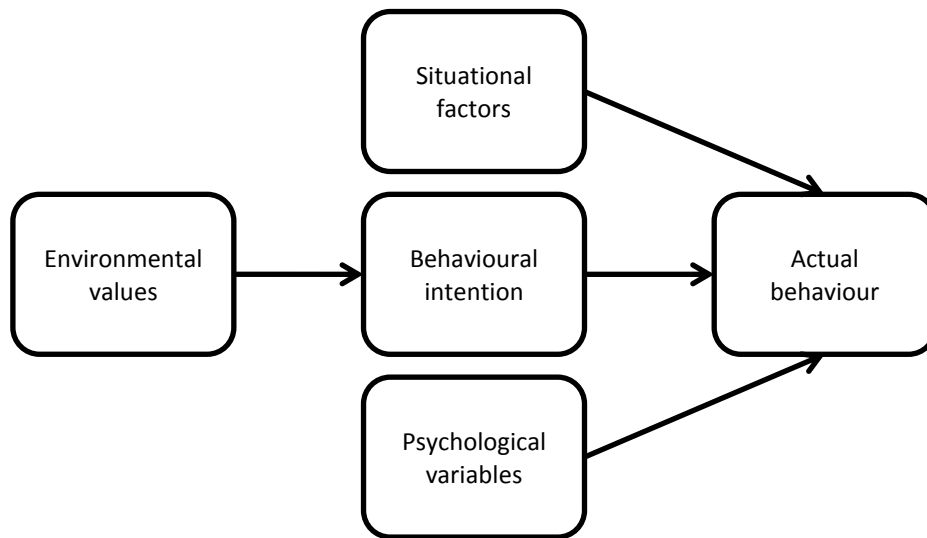 Situational
factors
Environmental
values
Behavioural
intention
Actual
behaviour
Psychological
variables